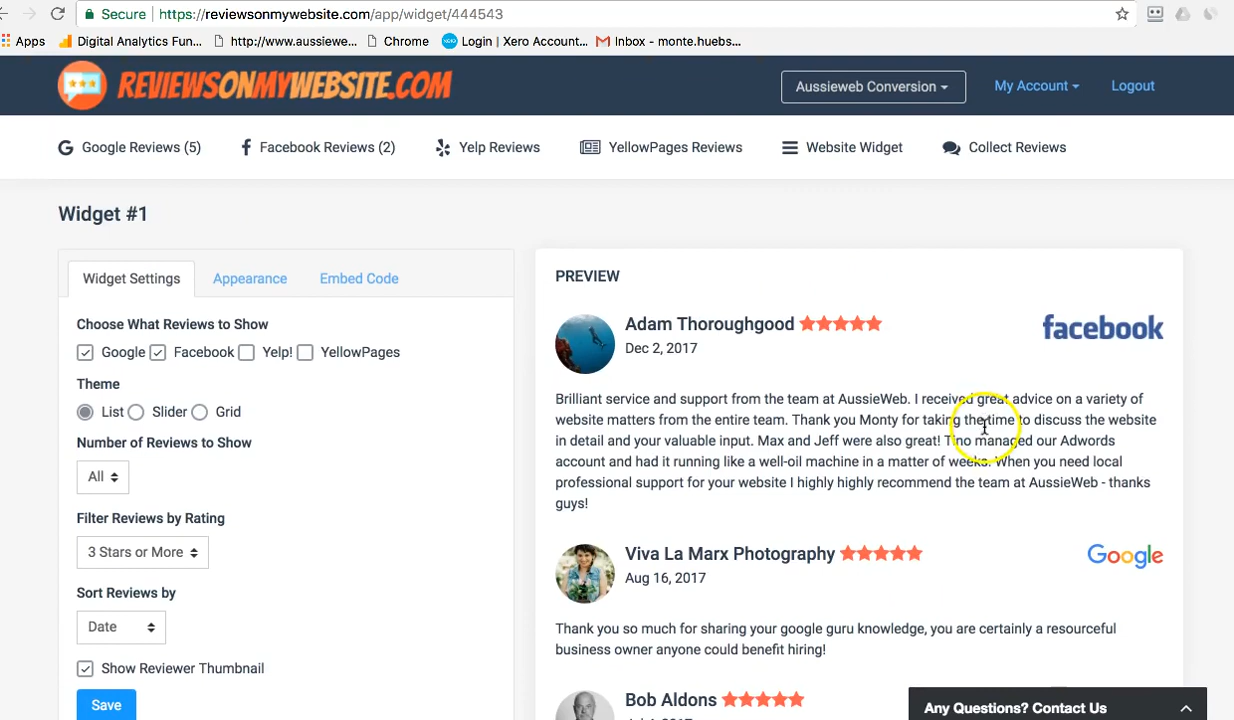 Secure | https://reviewsonmywebsite.com/app/widget/444543
Apps Digital Analytics Fun... http://www.aussiewe... Chrome Login | Xero Account... Inbox - monte.huebs...
REVIEWSONMYWEBSITE.COM Aussieweb Conversion My Account Logout
Google Reviews (5) Facebook Reviews (2) Yelp Reviews YellowPages Reviews Website Widget Collect Reviews
Widget #1
Widget Settings Appearance Embed Code
Choose What Reviews to Show
Google Facebook Yelp! YellowPages
Theme
List Slider Grid
Number of Reviews to Show
All
Filter Reviews by Rating
3 Stars or More
Sort Reviews by
Date
Show Reviewer Thumbnail
Save
PREVIEW
Adam Thoroughgood facebook
Dec 2, 2017
Brilliant service and support from the team at AussieWeb. I received great advice on a variety of
website matters from the entire team. Thank you Monty for taking the time to discuss the website
in detail and your valuable input. Max and Jeff were also great! Tino managed our Adwords
account and had it running like a well-oil machine in a matter of weeks. When you need local
professional support for your website I highly highly recommend the team at AussieWeb - thanks
guys!
Viva La Marx Photography Google
Aug 16, 2017
Thank you so much for sharing your google guru knowledge, you are certainly a resourceful
business owner anyone could benefit hiring!
Bob Aldons
Any Questions? Contact Us